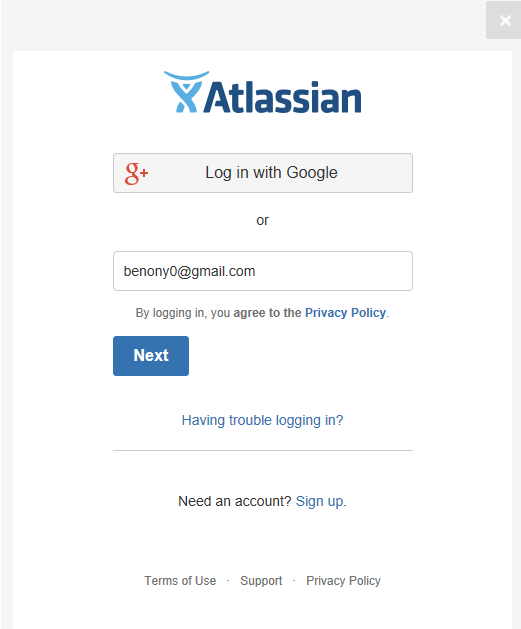 Atlassian
g+ Log in with Google
or
benony0@gmail.com
By logging in, you agree to the Privacy Policy.
Next
Having trouble logging in?
Need an account? Sign up.
Terms of Use · Support · Privacy Policy